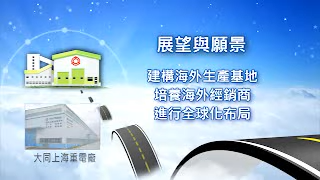 展望與願景
建構海外生產基地
培養海外經銷商
進行全球化布局
大同上海重電廠